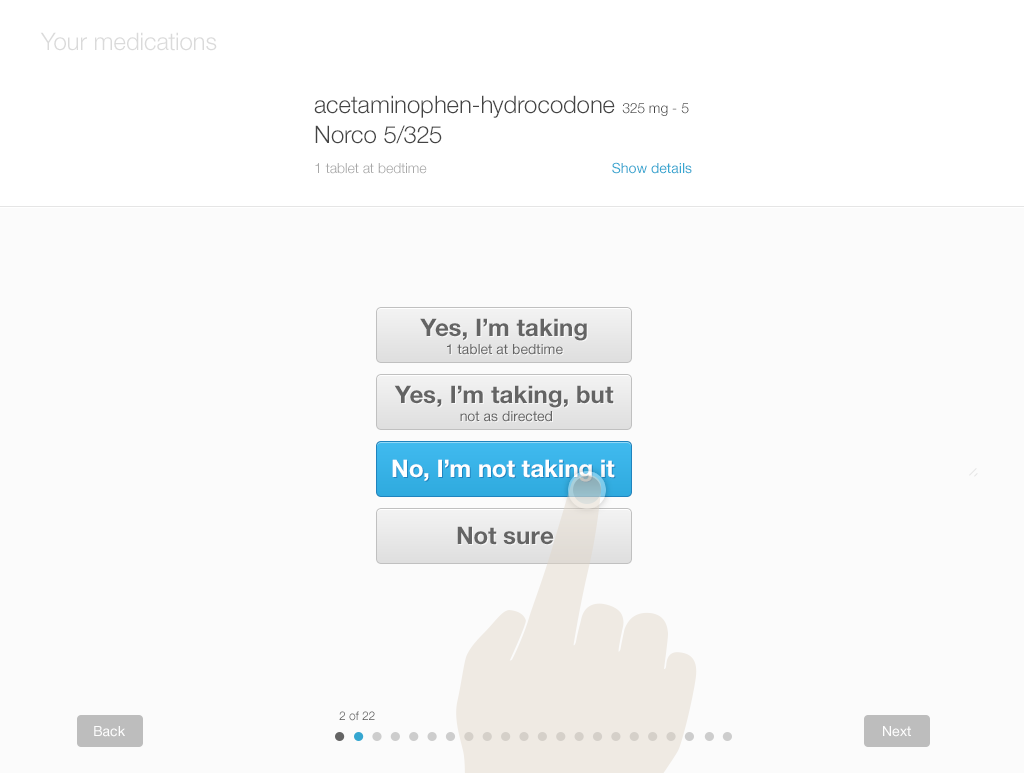 Your medications
acetaminophen-hydrocodone 325 mg - 5
Norco 5/325
1 tablet at bedtime Show details
Yes, I’m taking
1 tablet at bedtime
Yes, I’m taking, but
not as directed
No, I’m not taking it
Not sure
2 of 22
Back
Next